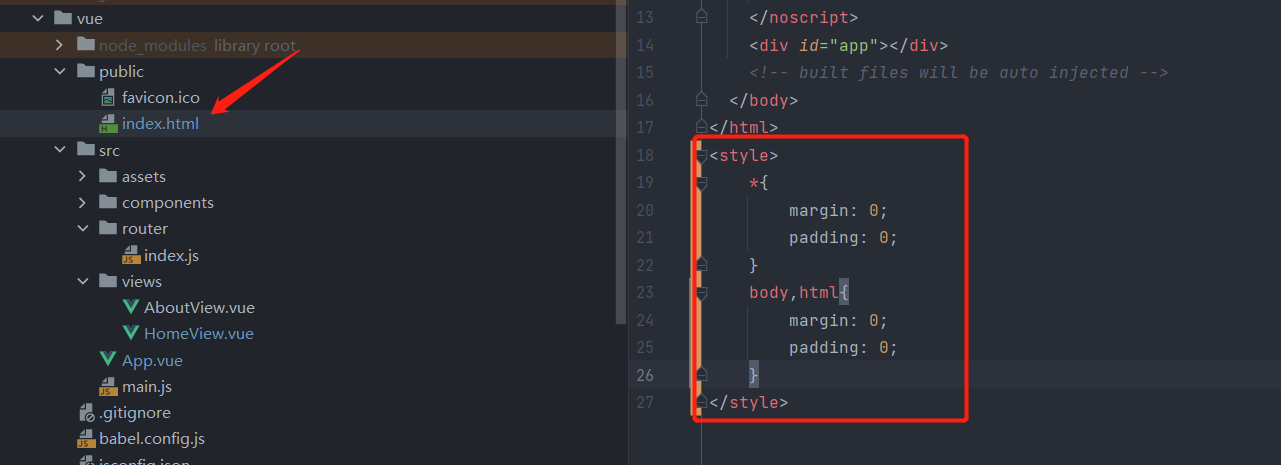 vue
node_modules library root
public
favicon.ico
index.html
src
assets
components
router
index.js
views
AboutView.vue
HomeView.vue
App.vue
main.js
.gitignore
babel.config.js
jsconfig.json
13 </noscript>
14 <div id="app"></div>
15 <!-- built files will be auto injected -->
16 </body>
17 </html>
18 <style>
19 *{
20 margin: 0;
21 padding: 0;
22 }
23 body,html{
24 margin: 0;
25 padding: 0;
26 }
27 </style>